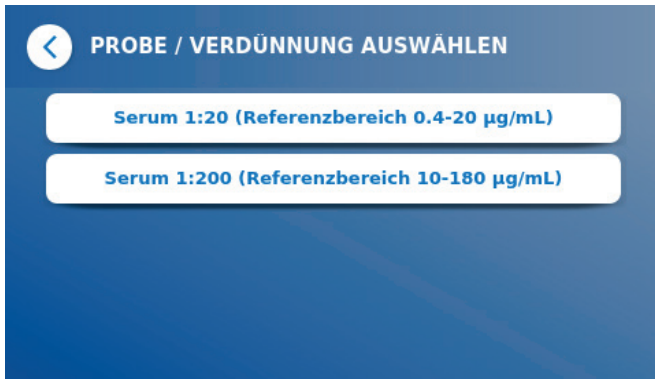 PROBE / VERDÜNNUNG AUSWÄHLEN
Serum 1:20 (Referenzbereich 0.4-20 µg/mL)
Serum 1:200 (Referenzbereich 10-180 µg/mL)